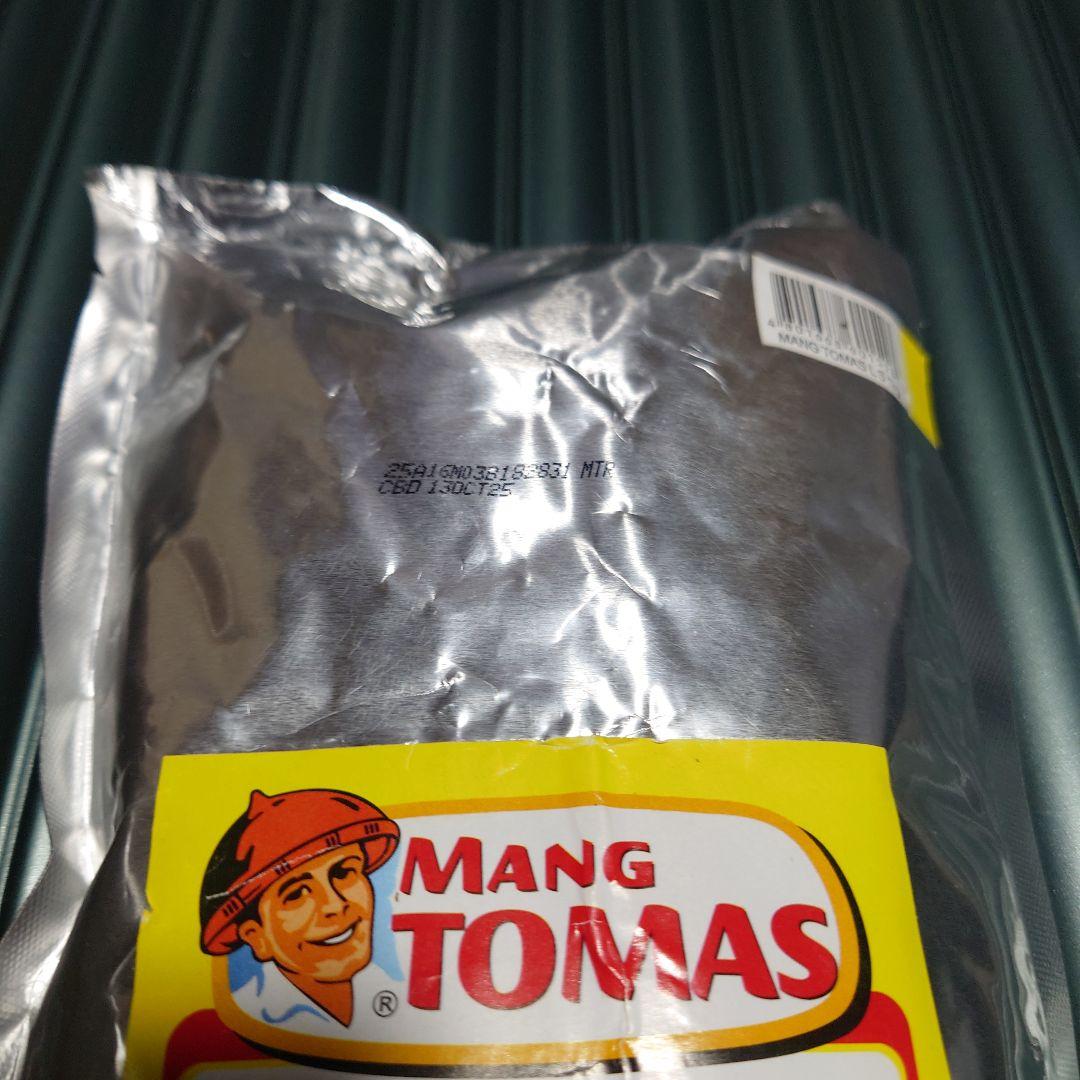 MANG TOMAS
25A16M03B182831 MTR
CBD 13OCT25
MANG
TOMAS
®